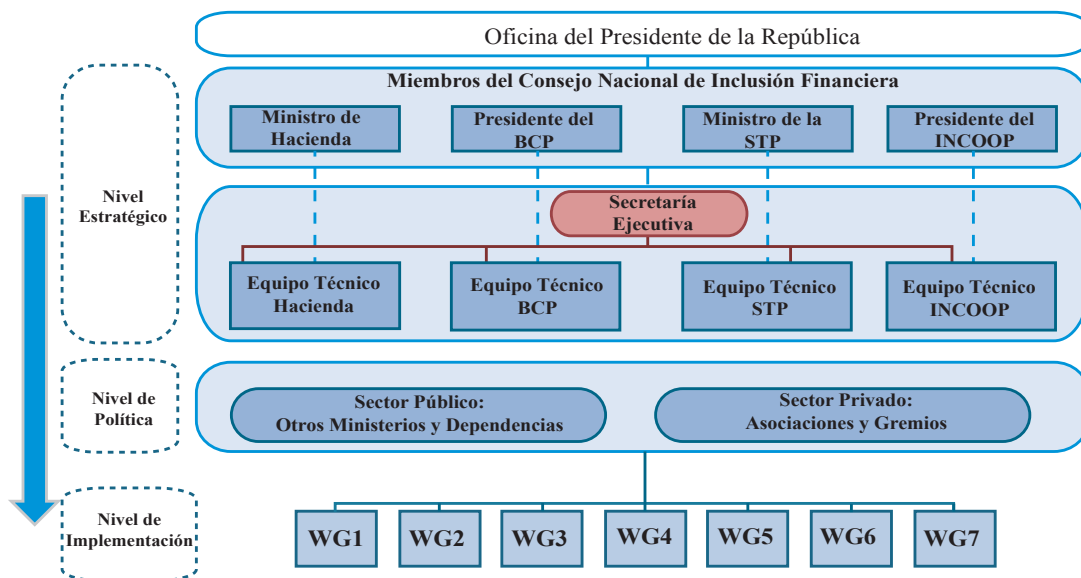 Oficina del Presidente de la República
Miembros del Consejo Nacional de Inclusión Financiera
Ministro de
Hacienda
Presidente del
BCP
Ministro de la
STP
Presidente del
INCOOP
Nivel
Estratégico
Secretaría
Ejecutiva
Equipo Técnico
Hacienda
Equipo Técnico
BCP
Equipo Técnico
STP
Equipo Técnico
INCOOP
Nivel de
Política
Sector Público:
Otros Ministerios y Dependencias
Sector Privado:
Asociaciones y Gremios
Nivel de
Implementación
WG1
WG2
WG3
WG4
WG5
WG6
WG7